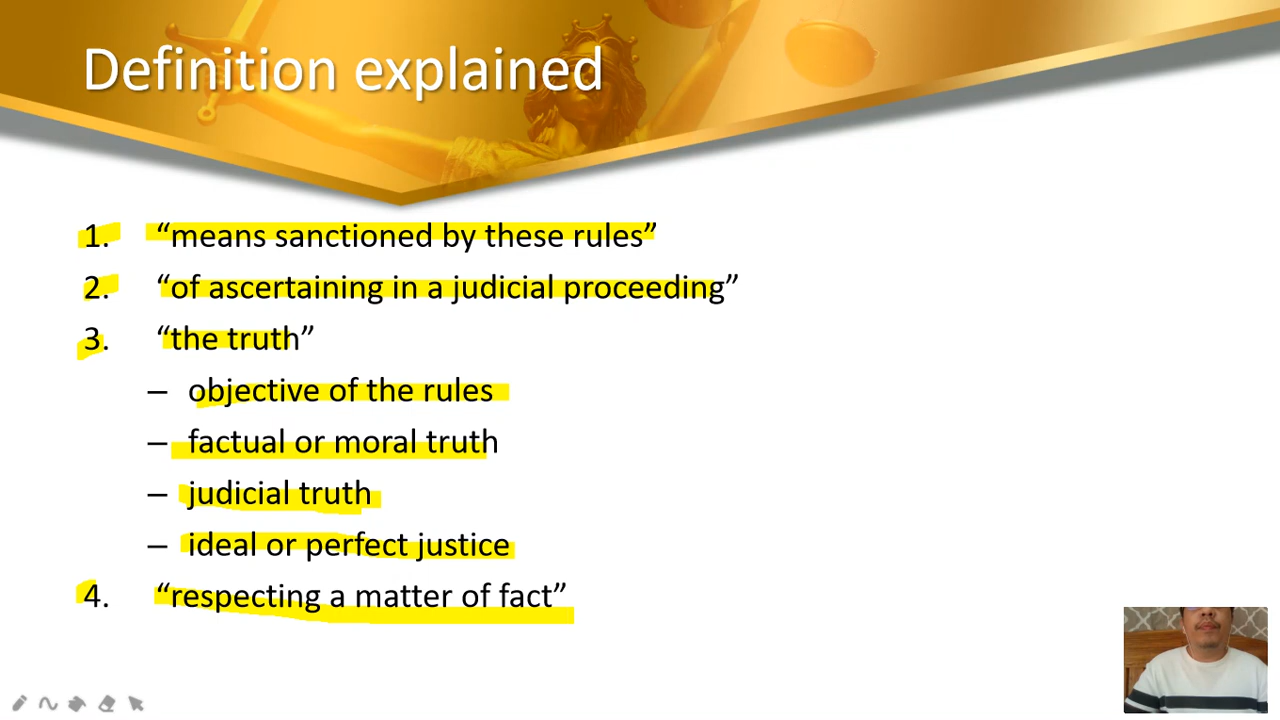 Definition explained
1. “means sanctioned by these rules”
2. “of ascertaining in a judicial proceeding”
3. “the truth”
– objective of the rules
– factual or moral truth
– judicial truth
– ideal or perfect justice
4. “respecting a matter of fact”